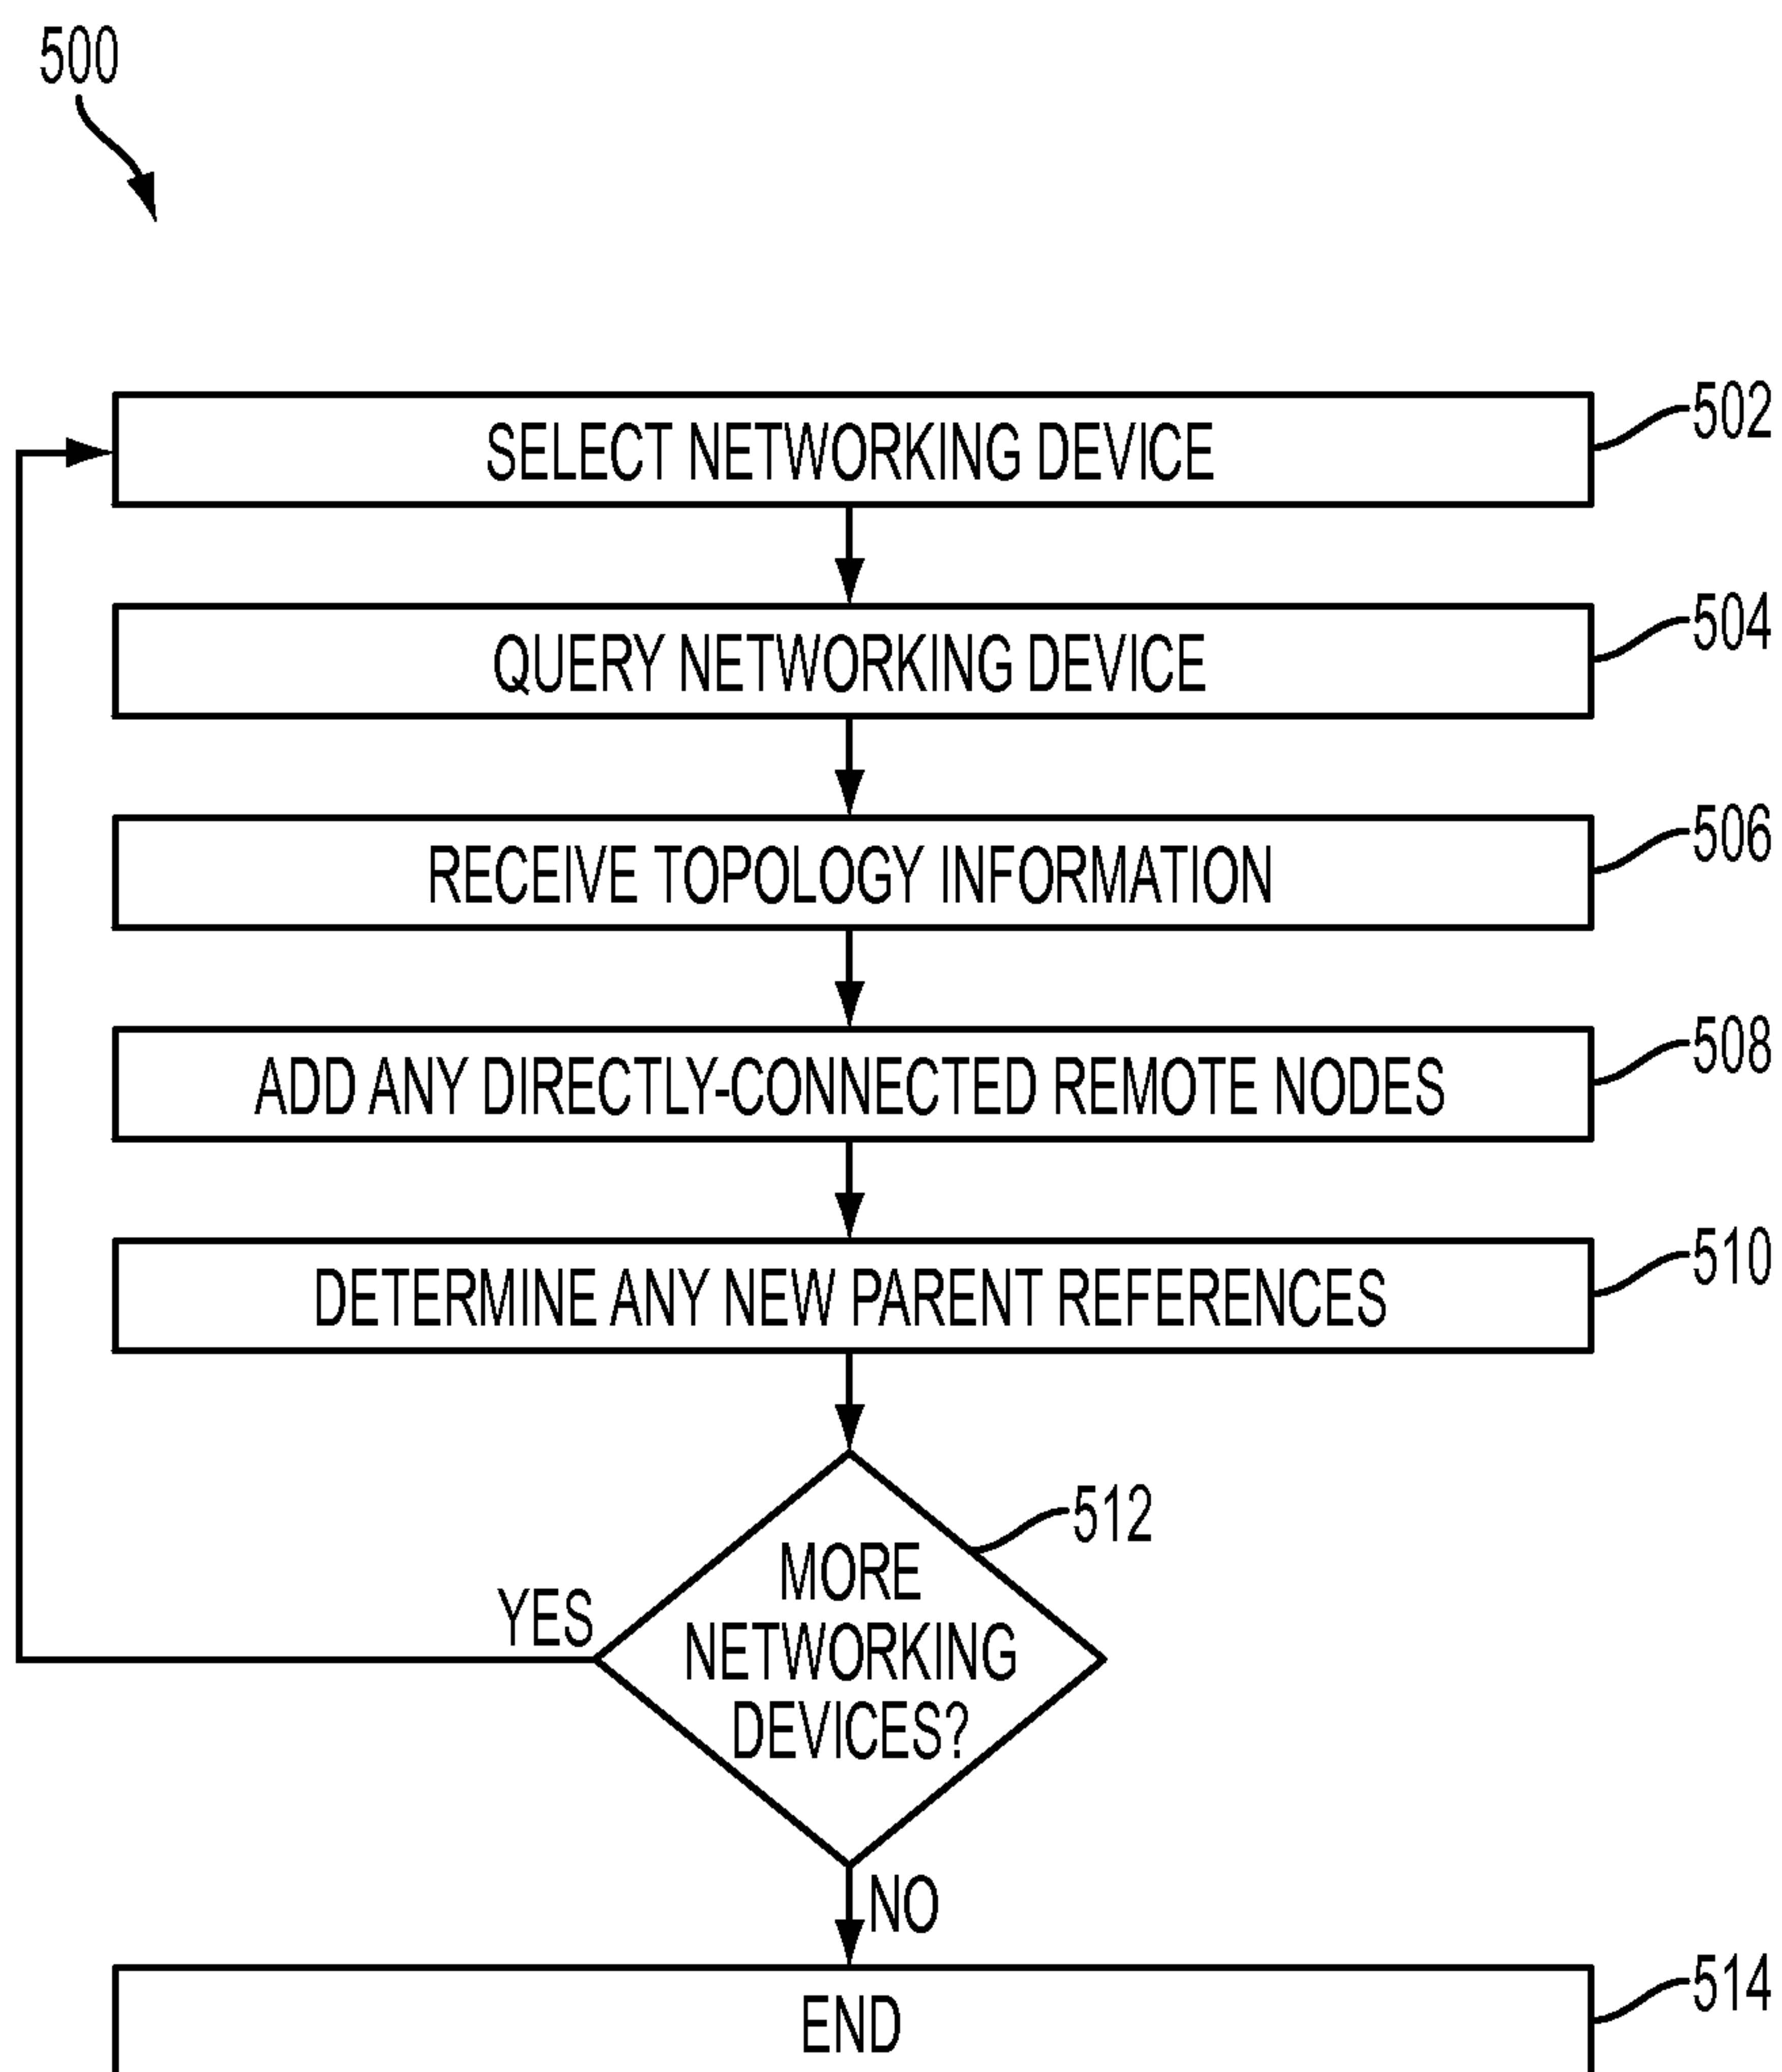 500
SELECT NETWORKING DEVICE
502
QUERY NETWORKING DEVICE
504
RECEIVE TOPOLOGY INFORMATION
506
ADD ANY DIRECTLY-CONNECTED REMOTE NODES
508
DETERMINE ANY NEW PARENT REFERENCES
510
512
MORE
NETWORKING
DEVICES?
YES
NO
END
514